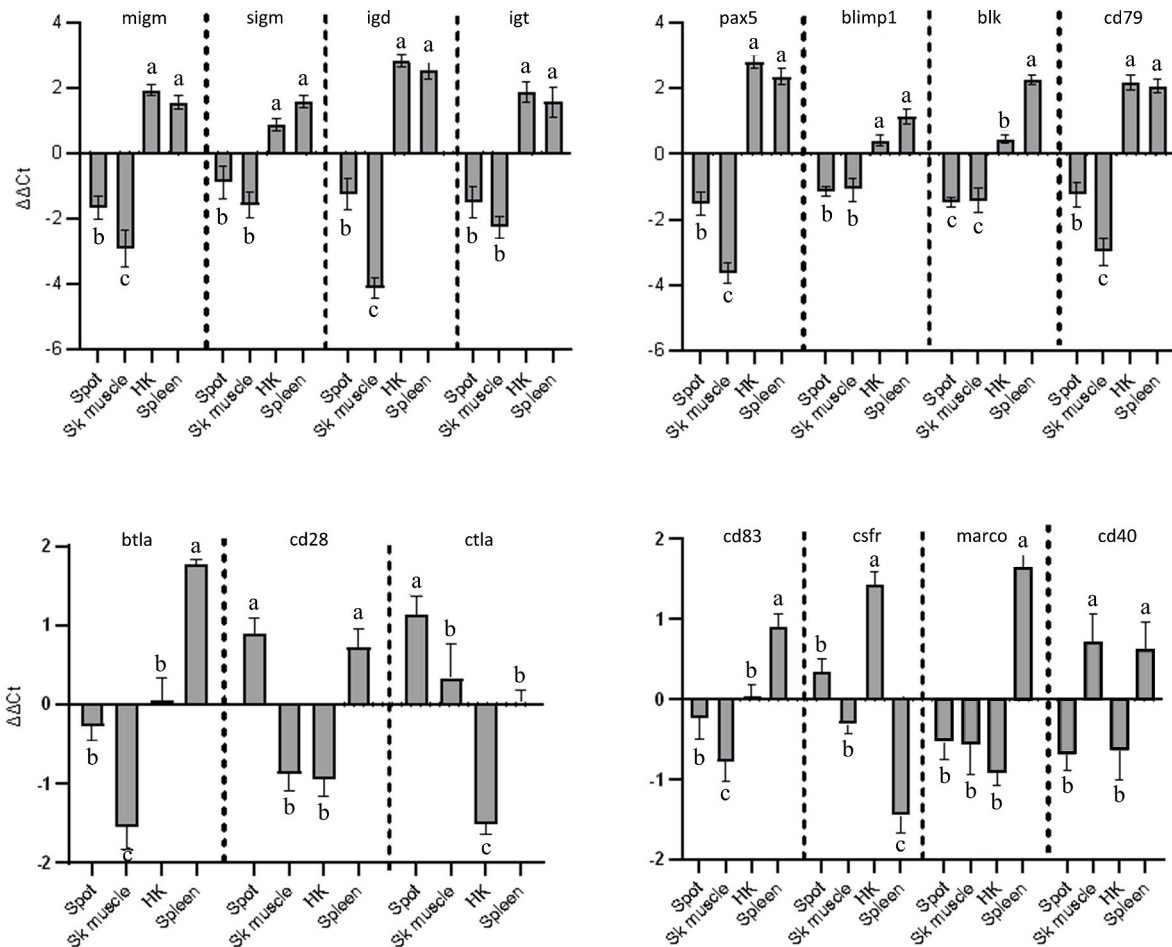 migm sigm igd igt
4
a a a a a a a a
2
0
ΔΔCt
-2
b c b b b c b b
-4
-6
Spot Sk muscle HK Spleen Spot Sk muscle HK Spleen Spot Sk muscle HK Spleen Spot Sk muscle HK Spleen
pax5 blimp1 blk cd79
4
a a a a b a a a
2
0
ΔΔCt
-2
b c b b c c b c
-4
-6
Spot Sk muscle HK Spleen Spot Sk muscle HK Spleen Spot Sk muscle HK Spleen Spot Sk muscle HK Spleen
btla cd28 ctla
2
b c b a a b b a a b c b
1
0
ΔΔCt
-1
-2
Spot Sk muscle HK Spleen Spot Sk muscle HK Spleen Spot Sk muscle HK Spleen
cd83 csfr marco cd40
2
b c b a b b a c b b b a b a b a
1
0
ΔΔCt
-1
-2
Spot Sk muscle HK Spleen Spot Sk muscle HK Spleen Spot Sk muscle HK Spleen Spot Sk muscle HK Spleen